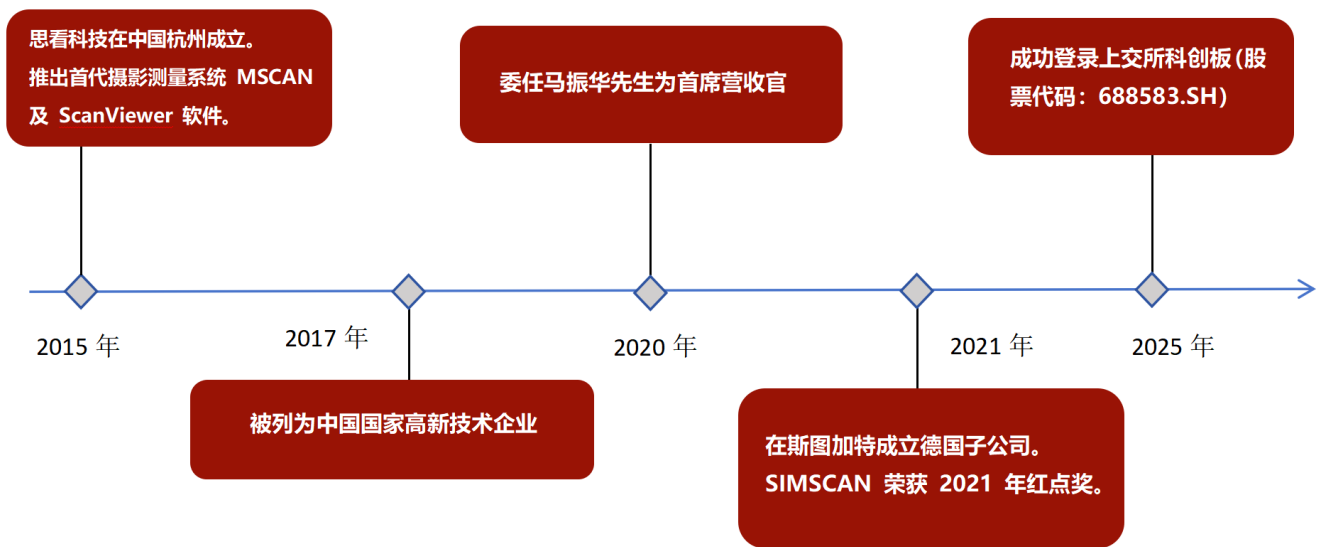 思看科技在中国杭州成立。
推出首代摄影测量系统 MSCAN
及 ScanViewer 软件。
委任马振华先生为首席营收官
成功登录上交所科创板(股
票代码：688583.SH)
2015 年
2017 年
2020 年
2021 年
2025 年
被列为中国国家高新技术企业
在斯图加特成立德国子公司。
SIMSCAN 荣获 2021 年红点奖。